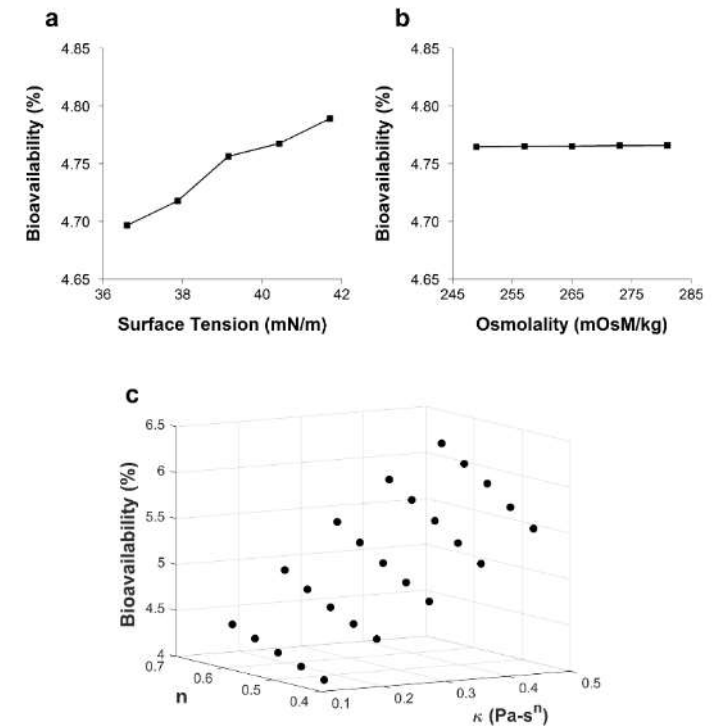 a
4.85
4.80
4.75
4.70
4.65
Bioavailability (%)
36 38 40 42
Surface Tension (mN/m)
b
4.85
4.80
4.75
4.70
4.65
Bioavailability (%)
245 255 265 275 285
Osmolality (mOsM/kg)
c
6.5
6
5.5
5
4.5
4
Bioavailability (%)
0.7
0.6
0.5
0.4
n
0.1 0.2 0.3 0.4 0.5
κ (Pa-sⁿ)